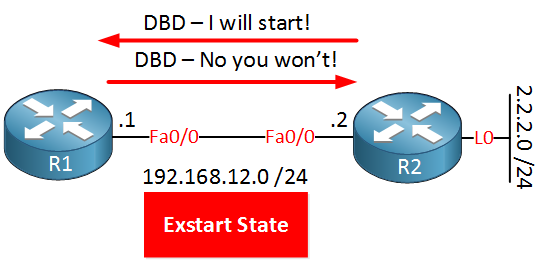 DBD – I will start!
DBD – No you won't!
.1
Fa0/0
Fa0/0
.2
L0
2.2.2.0 /24
R1
R2
192.168.12.0 /24
Exstart State